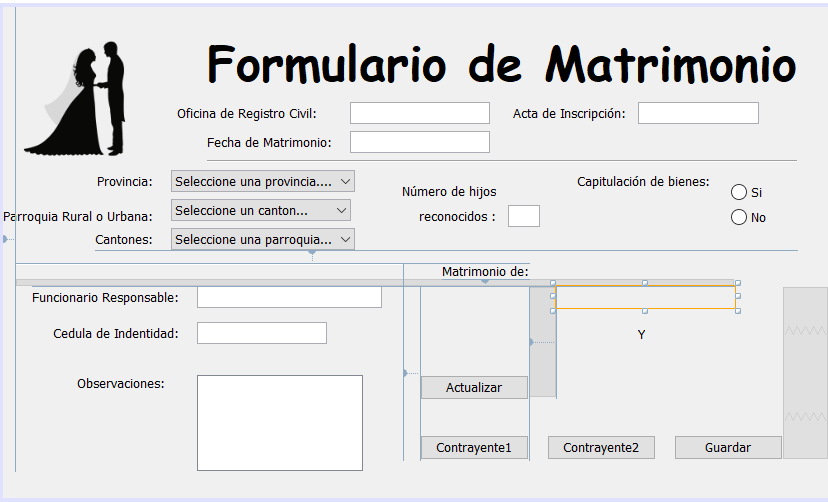 Formulario de Matrimonio
Oficina de Registro Civil:
Acta de Inscripción:
Fecha de Matrimonio:
Provincia:
Seleccione una provincia....
Número de hijos
reconocidos :
Capitulación de bienes:
Si
No
Parroquia Rural o Urbana:
Seleccione un canton...
Cantones:
Seleccione una parroquia...
Matrimonio de:
Funcionario Responsable:
Cedula de Indentidad:
Y
Observaciones:
Actualizar
Contrayente1
Contrayente2
Guardar